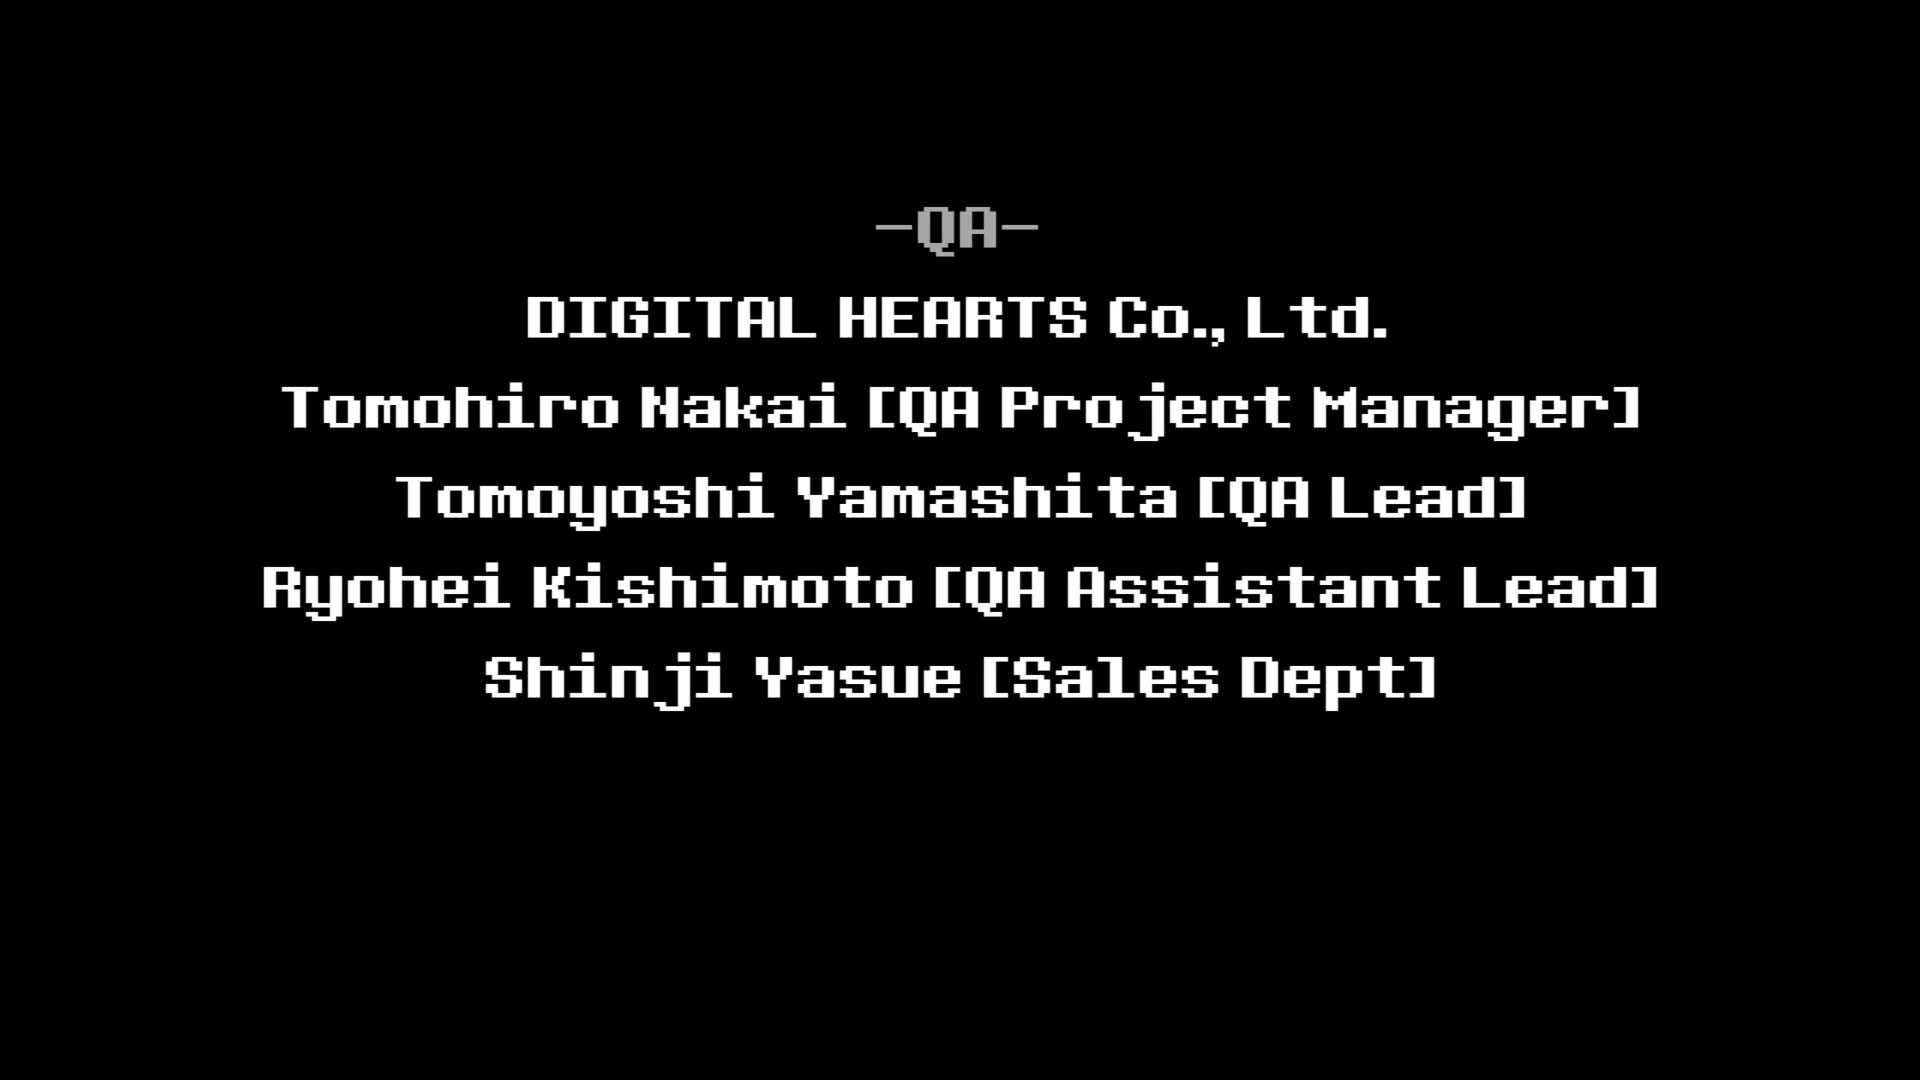 —QA—
DIGITAL HEARTS Co., Ltd.
Tomohiro Nakai [QA Project Manager]
Tomoyoshi Yamashita [QA Lead]
Ryohei Kishimoto [QA Assistant Lead]
Shinji Yasue [Sales Dept]